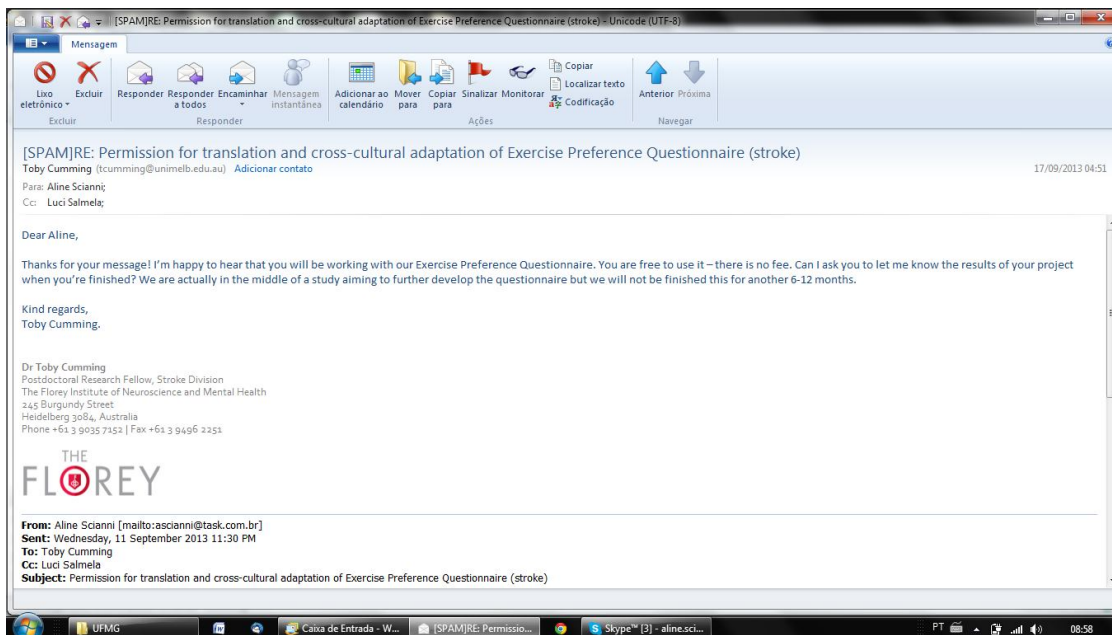 [SPAM]RE: Permission for translation and cross-cultural adaptation of Exercise Preference Questionnaire (stroke) - Unicode (UTF-8)
Mensagem
Lixo eletrônico
Excluir
Responder
Responder a todos
Encaminhar
Mensagem instantânea
Adicionar ao calendário
Mover para
Copiar para
Sinalizar
Monitorar
Copiar
Localizar texto
Codificação
Anterior
Próxima
Excluir
Responder
Ações
Navegar
[SPAM]RE: Permission for translation and cross-cultural adaptation of Exercise Preference Questionnaire (stroke)
Toby Cumming (tcumming@unimelb.edu.au) Adicionar contato
17/09/2013 04:51
Para: Aline Scianni;
Cc: Luci Salmela;
Dear Aline,
Thanks for your message! I'm happy to hear that you will be working with our Exercise Preference Questionnaire. You are free to use it – there is no fee. Can I ask you to let me know the results of your project
when you're finished? We are actually in the middle of a study aiming to further develop the questionnaire but we will not be finished this for another 6-12 months.
Kind regards,
Toby Cumming.
Dr Toby Cumming
Postdoctoral Research Fellow, Stroke Division
The Florey Institute of Neuroscience and Mental Health
245 Burgundy Street
Heidelberg 3084, Australia
Phone +61 3 9035 7152 | Fax +61 3 9496 2251
THE
FLOREY
From: Aline Scianni [mailto:ascianni@task.com.br]
Sent: Wednesday, 11 September 2013 11:30 PM
To: Toby Cumming
Cc: Luci Salmela
Subject: Permission for translation and cross-cultural adaptation of Exercise Preference Questionnaire (stroke)
UFMG
Caixa de Entrada - W...
[SPAM]RE: Permissio...
Skype™ [3] - aline.sci...
PT
08:58